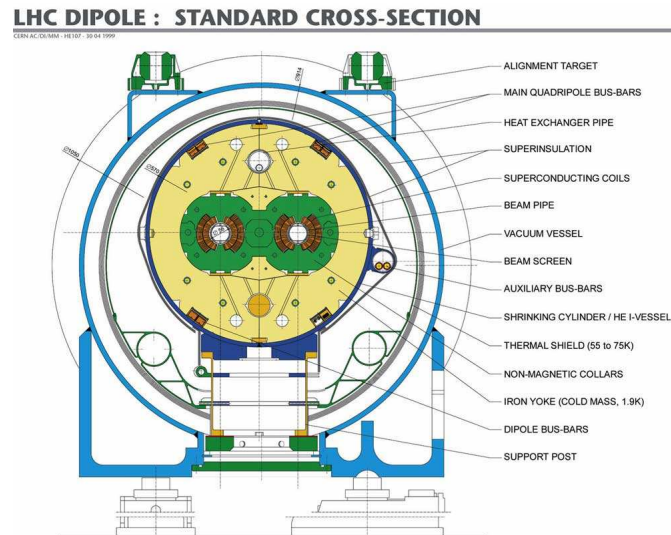 LHC DIPOLE : STANDARD CROSS-SECTION
CERN AC/DI/MM - HE107 - 30 04 1999
ALIGNMENT TARGET
MAIN QUADRIPOLE BUS-BARS
HEAT EXCHANGER PIPE
SUPERINSULATION
SUPERCONDUCTING COILS
BEAM PIPE
VACUUM VESSEL
BEAM SCREEN
AUXILIARY BUS-BARS
SHRINKING CYLINDER / HE I-VESSEL
THERMAL SHIELD (55 to 75K)
NON-MAGNETIC COLLARS
IRON YOKE (COLD MASS, 1.9K)
DIPOLE BUS-BARS
SUPPORT POST
∅914
∅1050
∅570